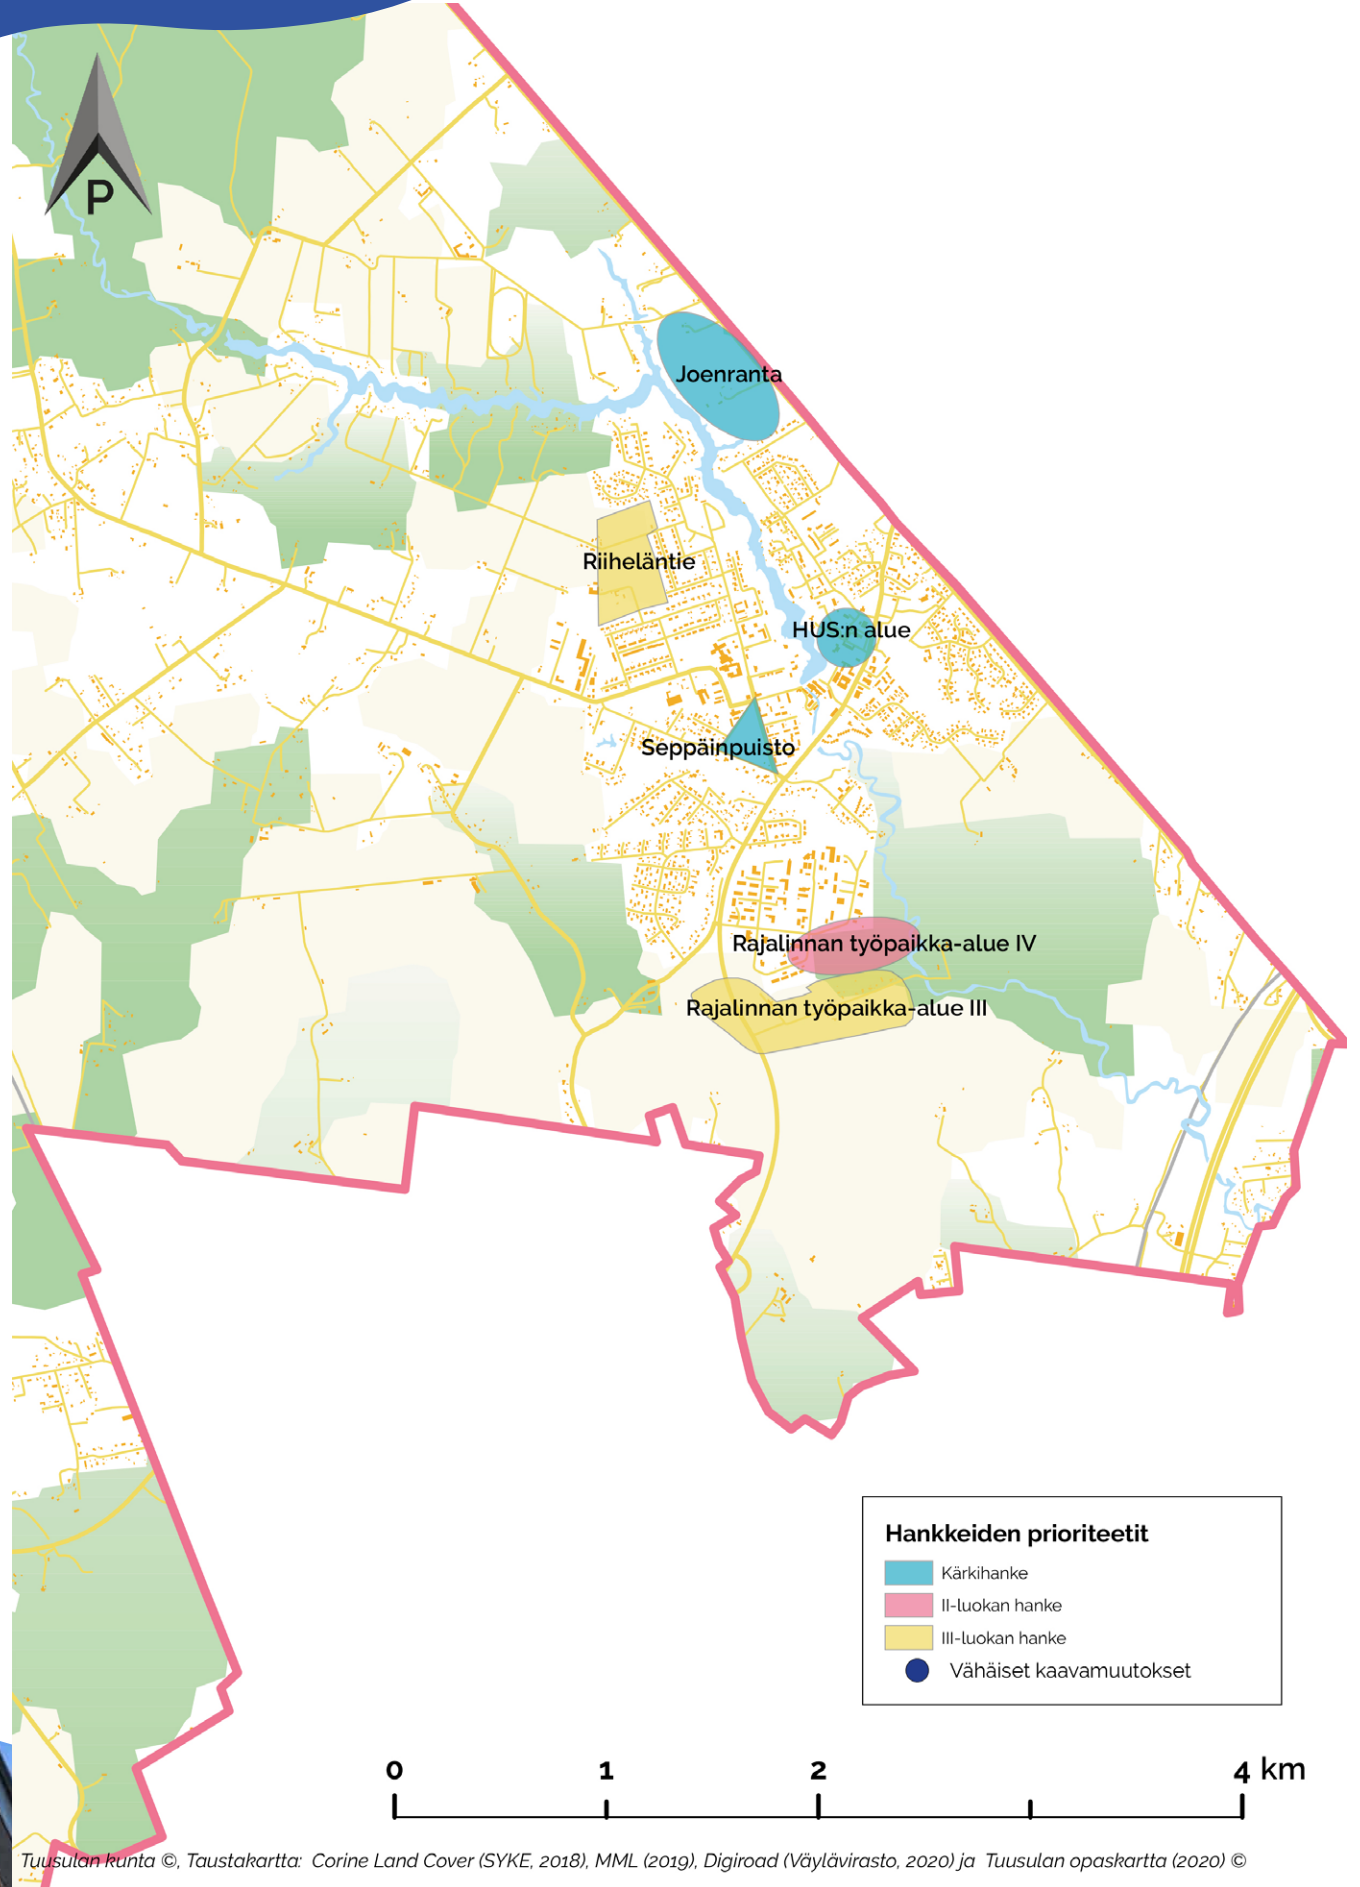 P
Joenranta
Riiheläntie
HUS:n alue
Seppäinpuisto
Rajalinnan työpaikka-alue IV
Rajalinnan työpaikka-alue III
Hankkeiden prioriteetit
Kärkihanke
II-luokan hanke
III-luokan hanke
Vähäiset kaavamuutokset
0 1 2 4 km
Tuusulan kunta ©, Taustakartta: Corine Land Cover (SYKE, 2018), MML (2019), Digiroad (Väylävirasto, 2020) ja Tuusulan opaskartta (2020) ©